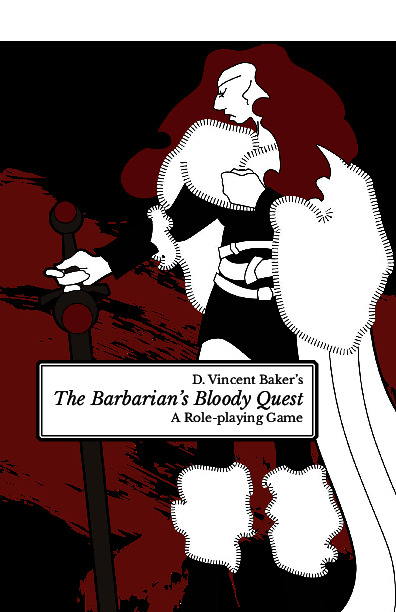 D. Vincent Baker’s
The Barbarian’s Bloody Quest
A Role-playing Game